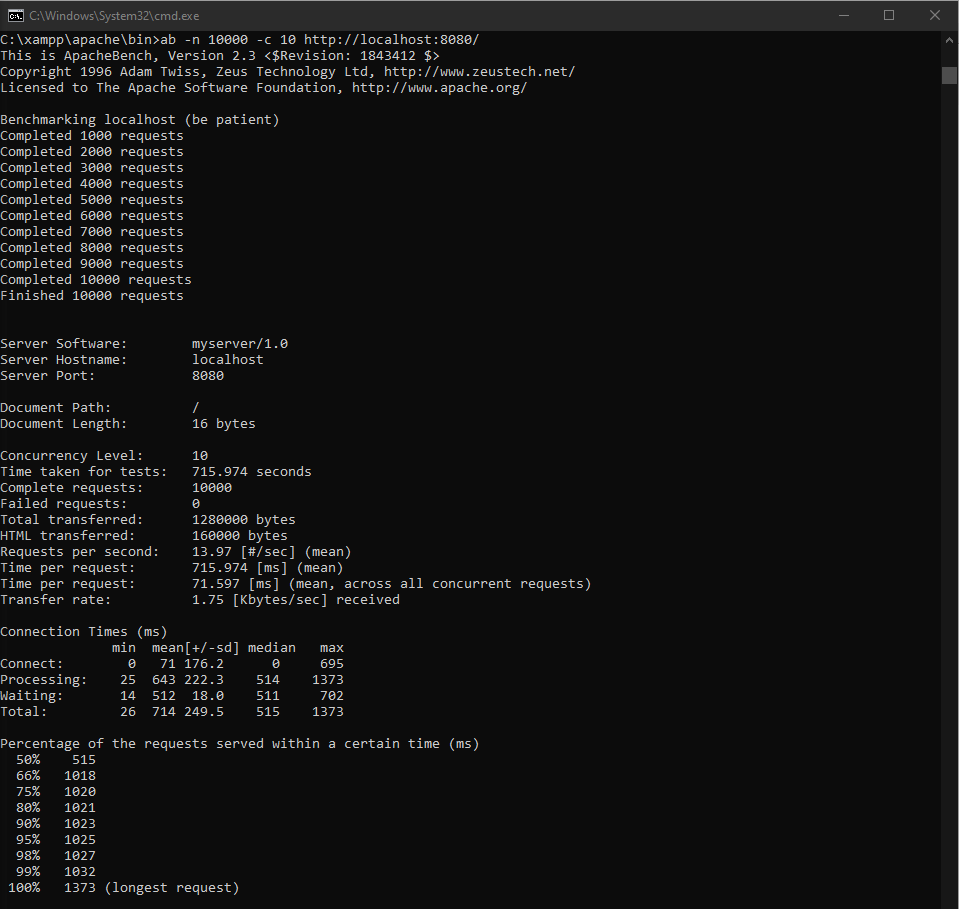 C:\Windows\System32\cmd.exe
C:\xampp\apache\bin>ab -n 10000 -c 10 http://localhost:8080/
This is ApacheBench, Version 2.3 <$Revision: 1843412 $>
Copyright 1996 Adam Twiss, Zeus Technology Ltd, http://www.zeustech.net/
Licensed to The Apache Software Foundation, http://www.apache.org/

Benchmarking localhost (be patient)
Completed 1000 requests
Completed 2000 requests
Completed 3000 requests
Completed 4000 requests
Completed 5000 requests
Completed 6000 requests
Completed 7000 requests
Completed 8000 requests
Completed 9000 requests
Completed 10000 requests
Finished 10000 requests


Server Software:        myserver/1.0
Server Hostname:        localhost
Server Port:            8080

Document Path:          /
Document Length:        16 bytes

Concurrency Level:      10
Time taken for tests:   715.974 seconds
Complete requests:      10000
Failed requests:        0
Total transferred:      1280000 bytes
HTML transferred:       160000 bytes
Requests per second:    13.97 [#/sec] (mean)
Time per request:       715.974 [ms] (mean)
Time per request:       71.597 [ms] (mean, across all concurrent requests)
Transfer rate:          1.75 [Kbytes/sec] received

Connection Times (ms)
              min  mean[+/-sd] median   max
Connect:        0   71 176.2      0     695
Processing:    25  643 222.3    514    1373
Waiting:       14  512  18.0    511     702
Total:         26  714 249.5    515    1373

Percentage of the requests served within a certain time (ms)
  50%    515
  66%   1018
  75%   1020
  80%   1021
  90%   1023
  95%   1025
  98%   1027
  99%   1032
 100%   1373 (longest request)